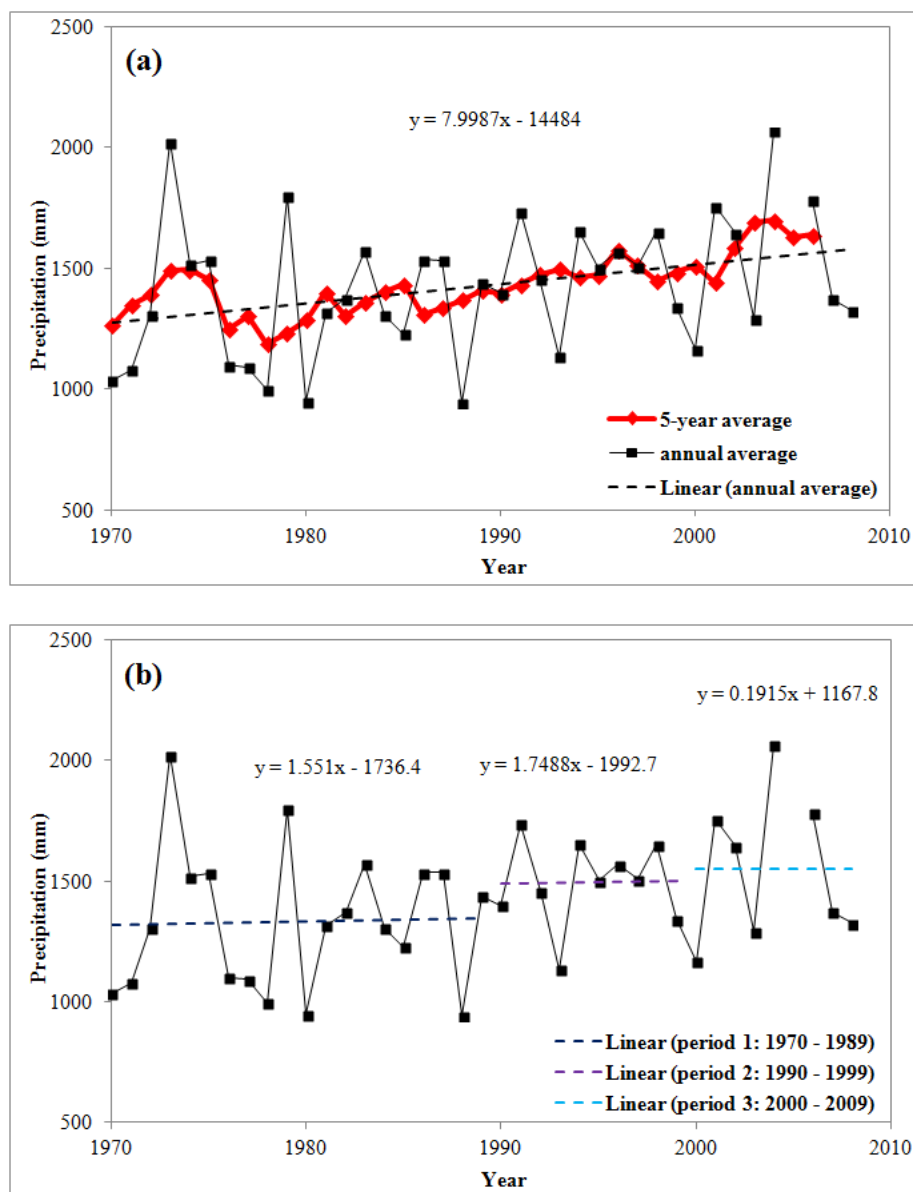 (a)
y = 7.9987x - 14484
Precipitation (mm)
2500
2000
1500
1000
500
5-year average
annual average
Linear (annual average)
1970 1980 1990 2000 2010
Year
(b)
y = 0.1915x + 1167.8
y = 1.551x - 1736.4
y = 1.7488x - 1992.7
Precipitation (mm)
2500
2000
1500
1000
500
Linear (period 1: 1970 - 1989)
Linear (period 2: 1990 - 1999)
Linear (period 3: 2000 - 2009)
1970 1980 1990 2000 2010
Year